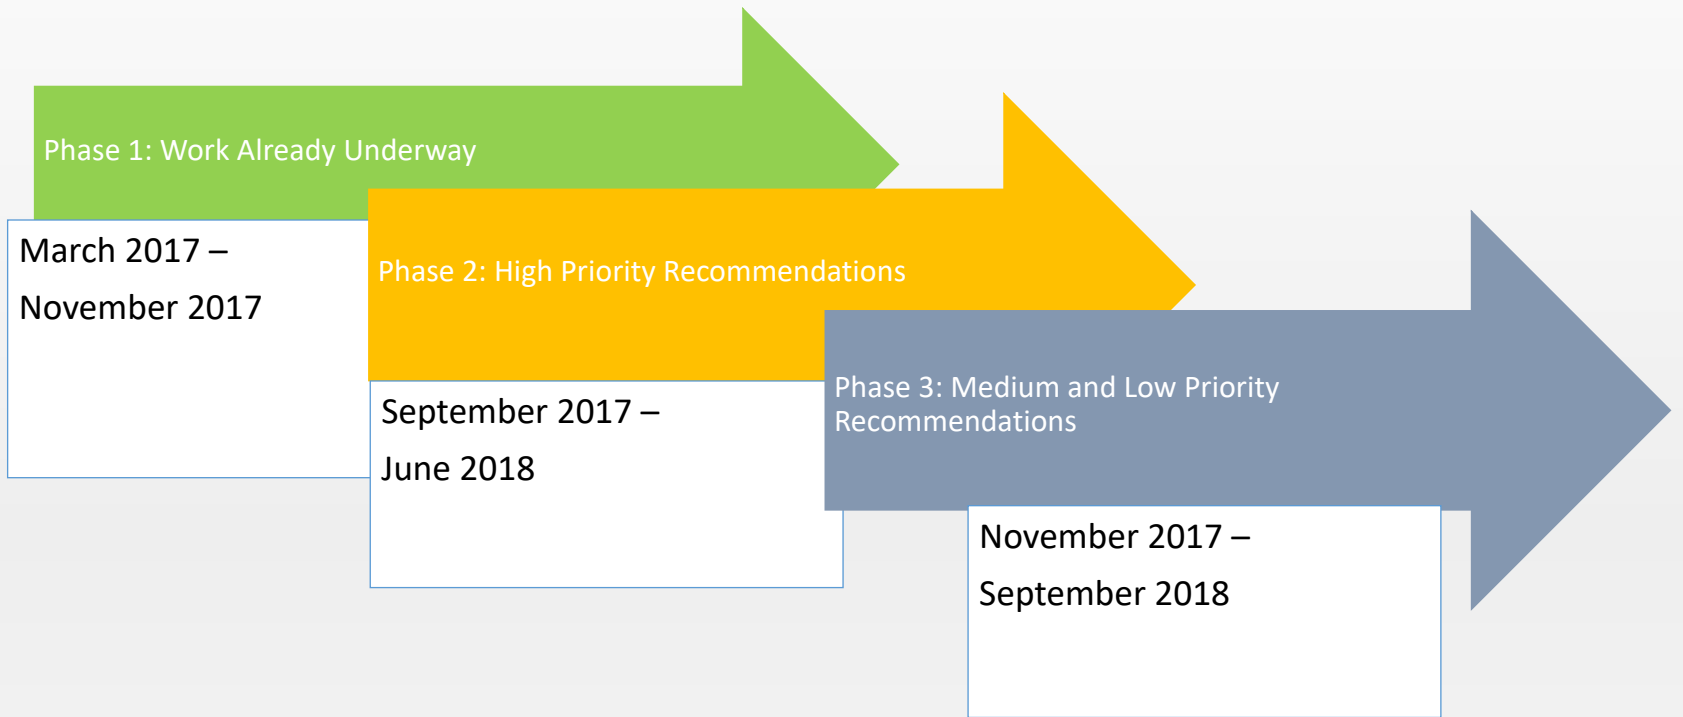 Phase 1: Work Already Underway
March 2017 –
November 2017
Phase 2: High Priority Recommendations
September 2017 –
June 2018
Phase 3: Medium and Low Priority
Recommendations
November 2017 –
September 2018